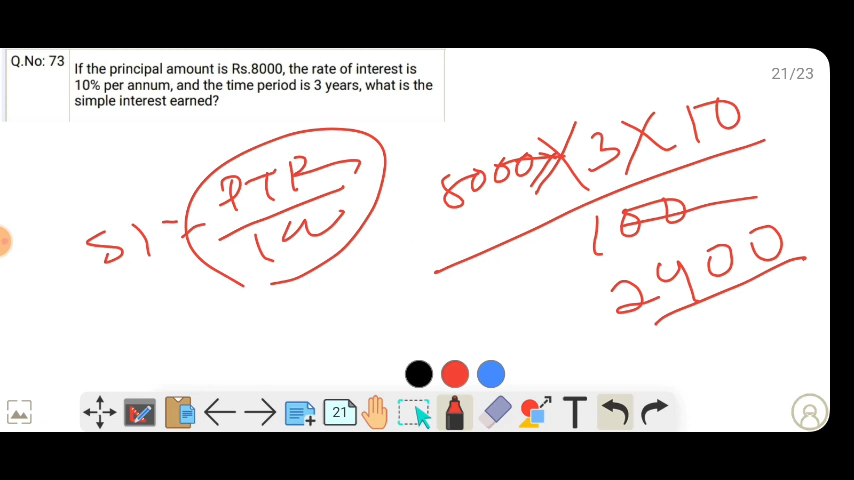 Q.No: 73
If the principal amount is Rs.8000, the rate of interest is
10% per annum, and the time period is 3 years, what is the
simple interest earned?
21/23
SI = PTR
100
8000 X 3 X 10
100
2400
21
T